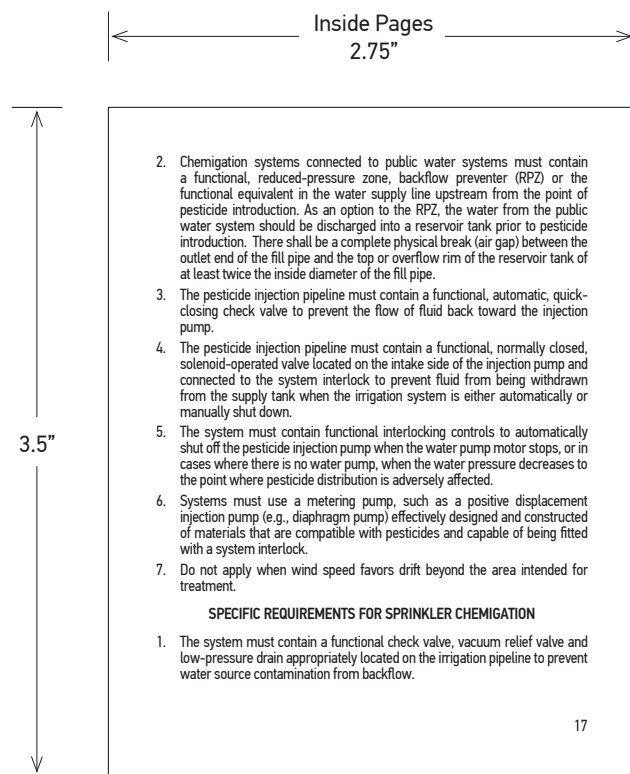 Inside Pages
2.75”
3.5”
2. Chemigation systems connected to public water systems must contain
a functional, reduced-pressure zone, backflow preventer (RPZ) or the
functional equivalent in the water supply line upstream from the point of
pesticide introduction. As an option to the RPZ, the water from the public
water system should be discharged into a reservoir tank prior to pesticide
introduction. There shall be a complete physical break (air gap) between the
outlet end of the fill pipe and the top or overflow rim of the reservoir tank of
at least twice the inside diameter of the fill pipe.
3. The pesticide injection pipeline must contain a functional, automatic, quick-
closing check valve to prevent the flow of fluid back toward the injection
pump.
4. The pesticide injection pipeline must contain a functional, normally closed,
solenoid-operated valve located on the intake side of the injection pump and
connected to the system interlock to prevent fluid from being withdrawn
from the supply tank when the irrigation system is either automatically or
manually shut down.
5. The system must contain functional interlocking controls to automatically
shut off the pesticide injection pump when the water pump motor stops, or in
cases where there is no water pump, when the water pressure decreases to
the point where pesticide distribution is adversely affected.
6. Systems must use a metering pump, such as a positive displacement
injection pump (e.g., diaphragm pump) effectively designed and constructed
of materials that are compatible with pesticides and capable of being fitted
with a system interlock.
7. Do not apply when wind speed favors drift beyond the area intended for
treatment.
SPECIFIC REQUIREMENTS FOR SPRINKLER CHEMIGATION
1. The system must contain a functional check valve, vacuum relief valve and
low-pressure drain appropriately located on the irrigation pipeline to prevent
water source contamination from backflow.
17